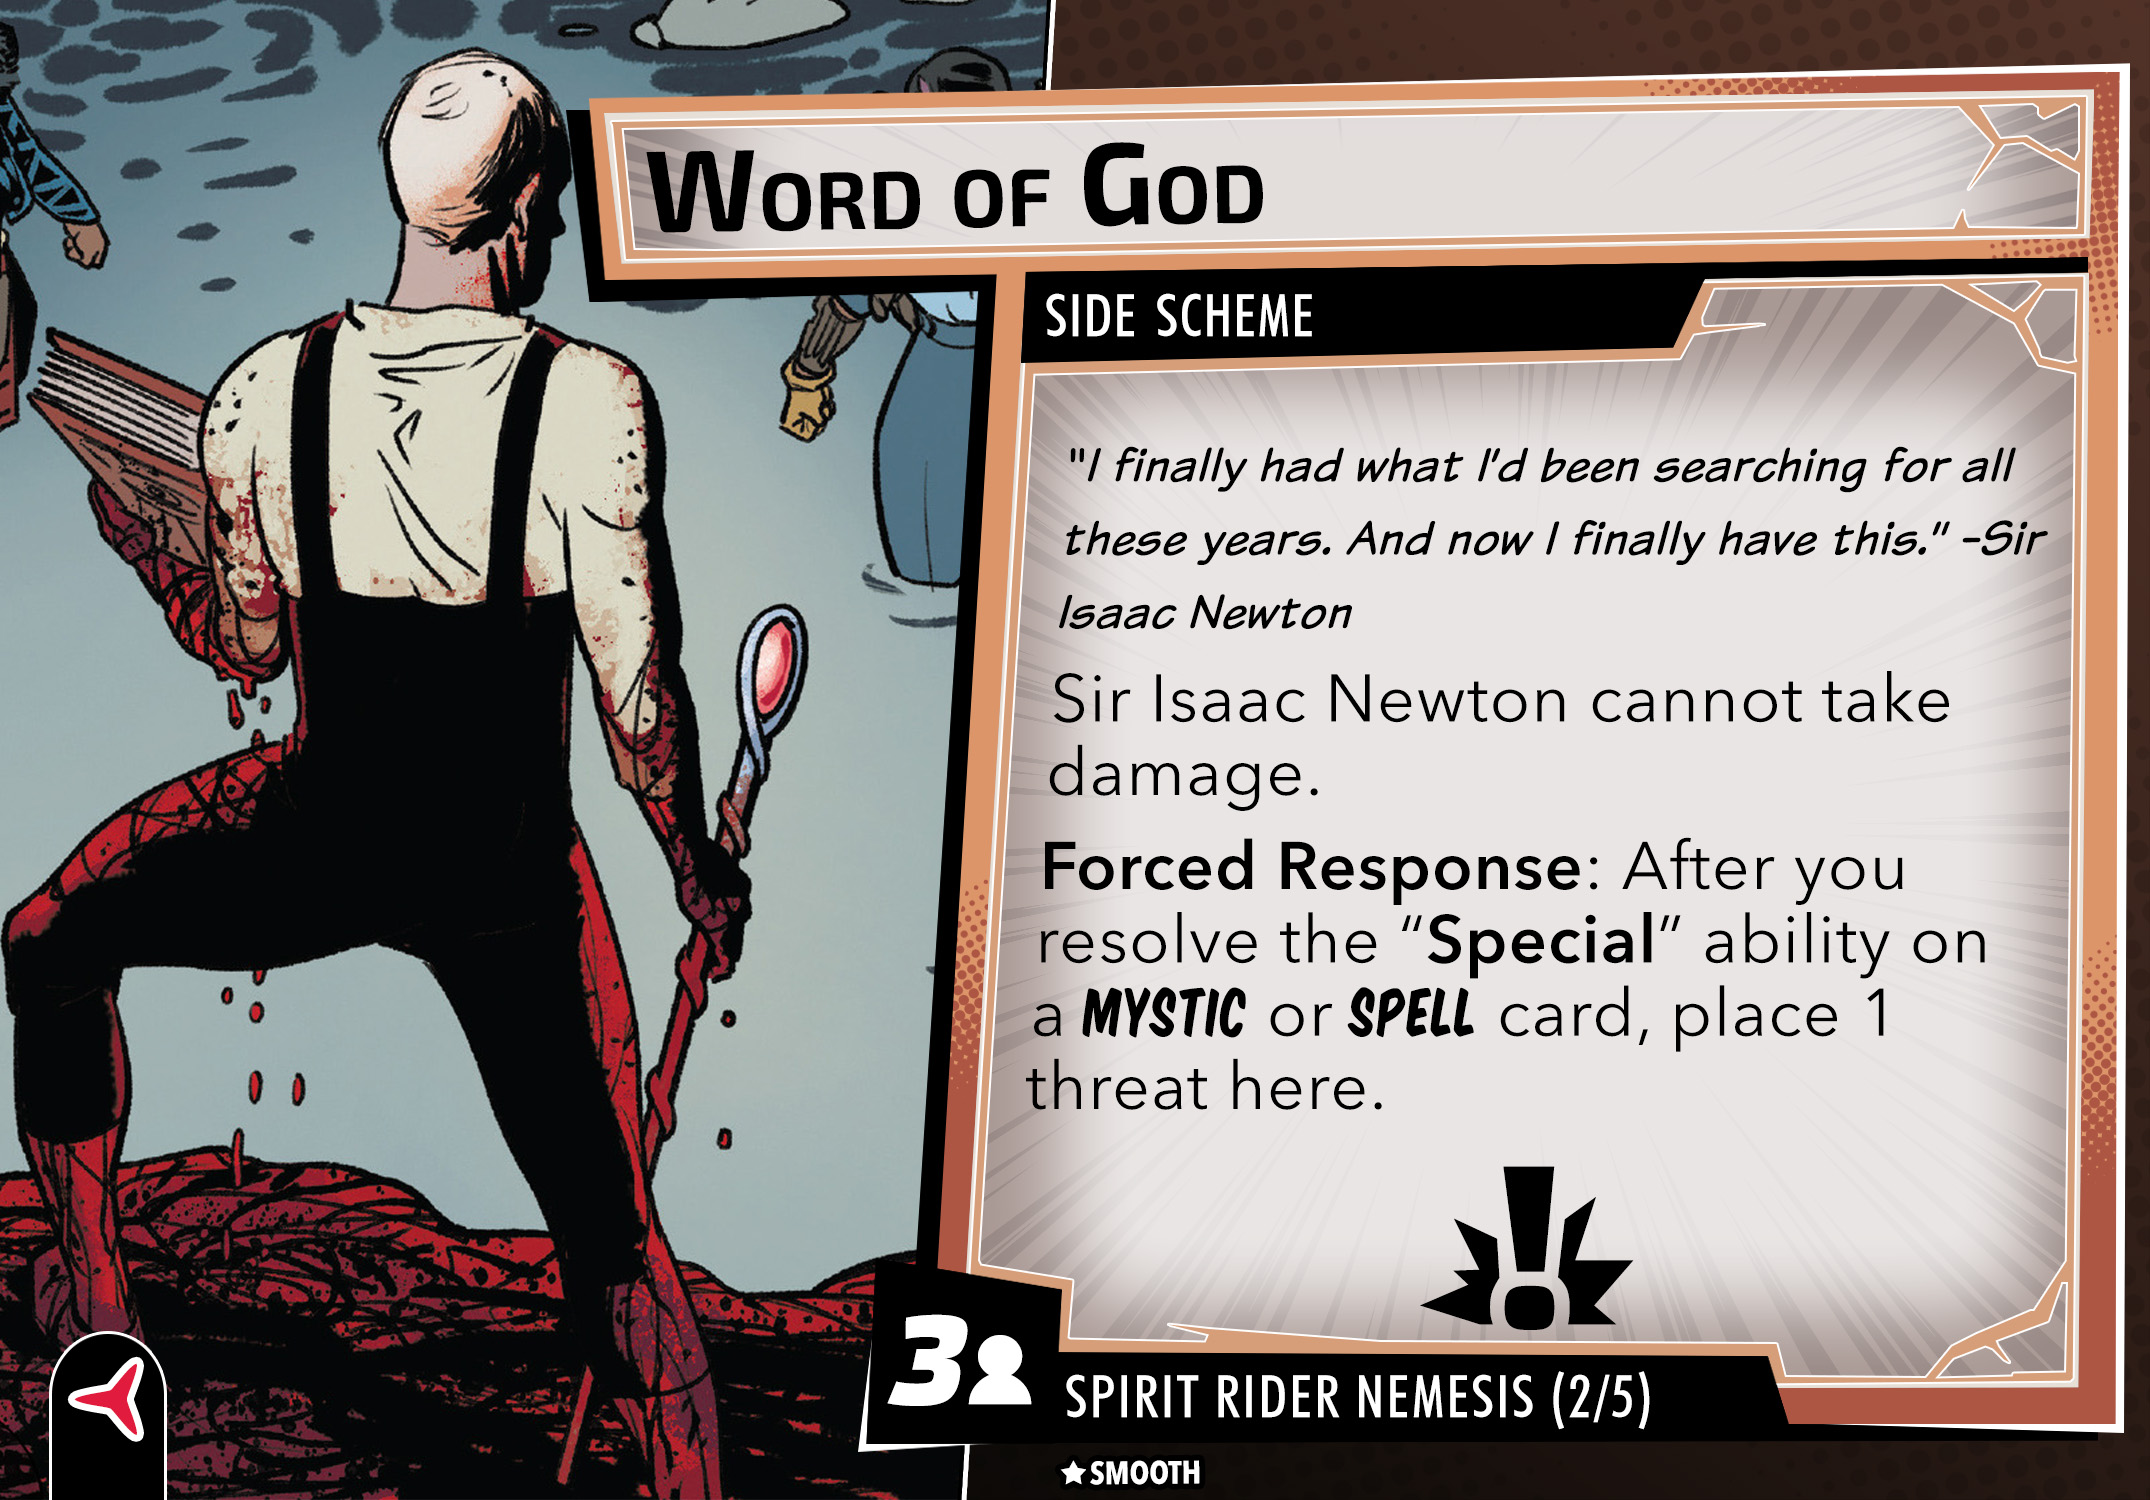 WORD OF GOD
SIDE SCHEME
"I finally had what I'd been searching for all
these years. And now I finally have this." -Sir
Isaac Newton
Sir Isaac Newton cannot take
damage.
Forced Response: After you
resolve the "Special" ability on
a MYSTIC or SPELL card, place 1
threat here.
3
SPIRIT RIDER NEMESIS (2/5)
★SMOOTH